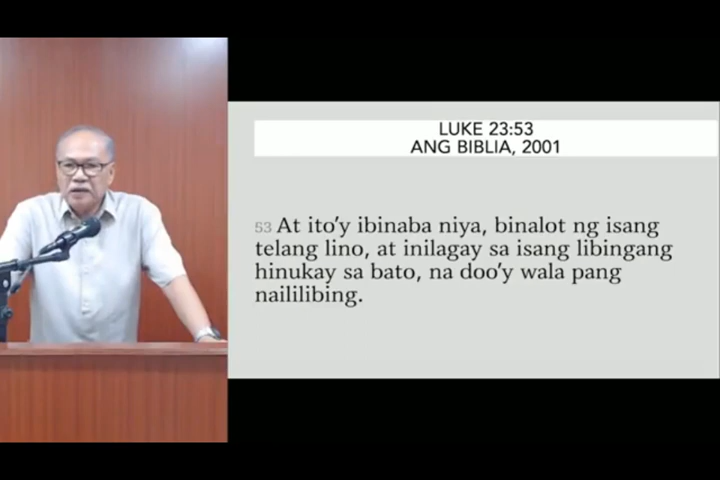 LUKE 23:53
ANG BIBLIA, 2001
53 At ito'y ibinaba niya, binalot ng isang
telang lino, at inilagay sa isang libingang
hinukay sa bato, na doo'y wala pang
naililibing.